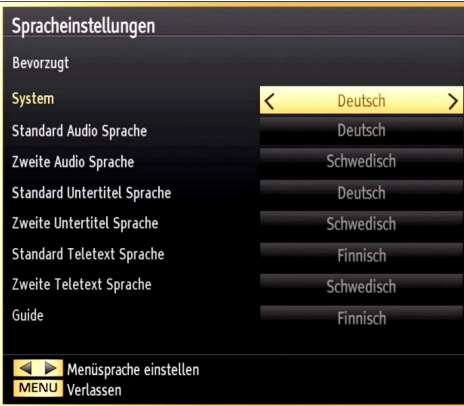 Spracheinstellungen
Bevorzugt
System Deutsch
Standard Audio Sprache Deutsch
Zweite Audio Sprache Schwedisch
Standard Untertitel Sprache Deutsch
Zweite Untertitel Sprache Schwedisch
Standard Teletext Sprache Finnisch
Zweite Teletext Sprache Schwedisch
Guide Finnisch
Menüsprache einstellen
MENU Verlassen